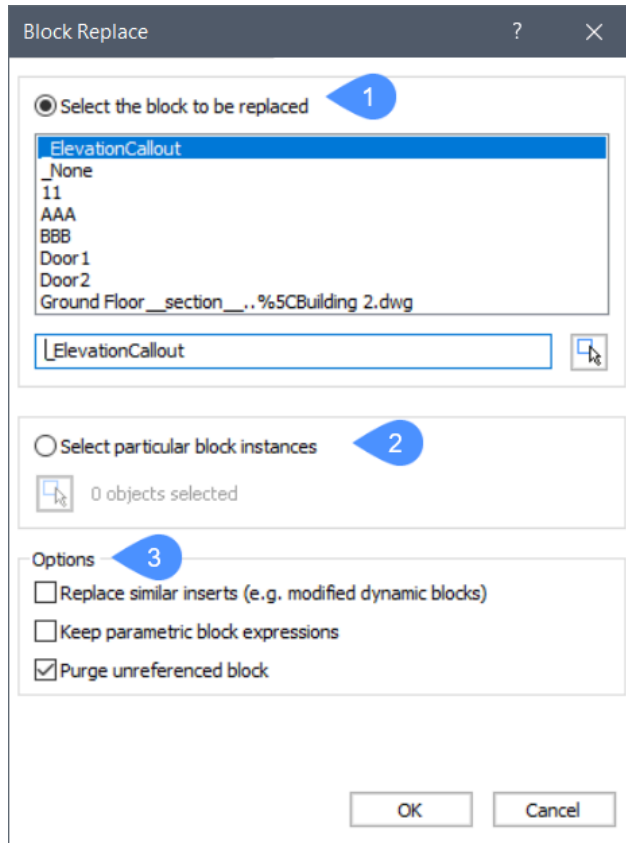 Block Replace ?
Select the block to be replaced 1
_ElevationCallout
_None
11
AAA
BBB
Door1
Door2
Ground Floor__section__..%5CBuilding 2.dwg
_ElevationCallout
Select particular block instances 2
0 objects selected
Options 3
Replace similar inserts (e.g. modified dynamic blocks)
Keep parametric block expressions
Purge unreferenced block
OK Cancel